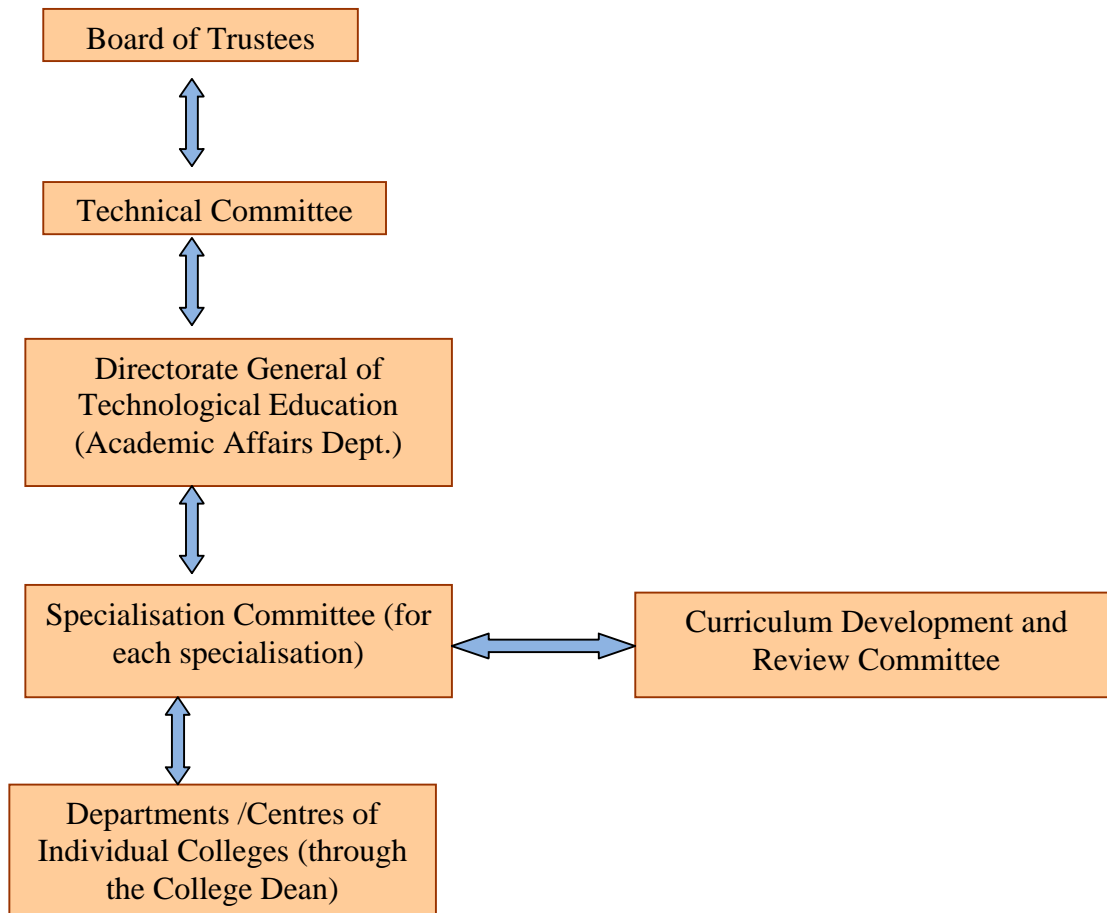 Board of Trustees
Technical Committee
Directorate General of
Technological Education
(Academic Affairs Dept.)
Specialisation Committee (for
each specialisation)
Curriculum Development and
Review Committee
Departments /Centres of
Individual Colleges (through
the College Dean)